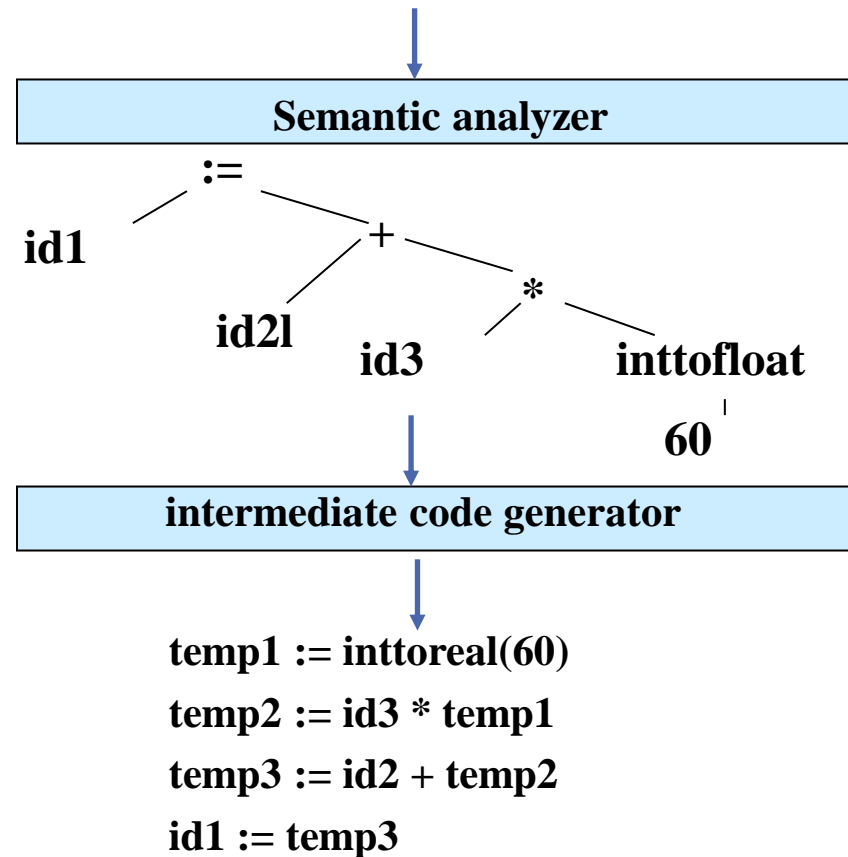 Semantic analyzer
:=
id1
+
id2l
*
id3
inttofloat
60
intermediate code generator
temp1 := inttoreal(60)
temp2 := id3 * temp1
temp3 := id2 + temp2
id1 := temp3